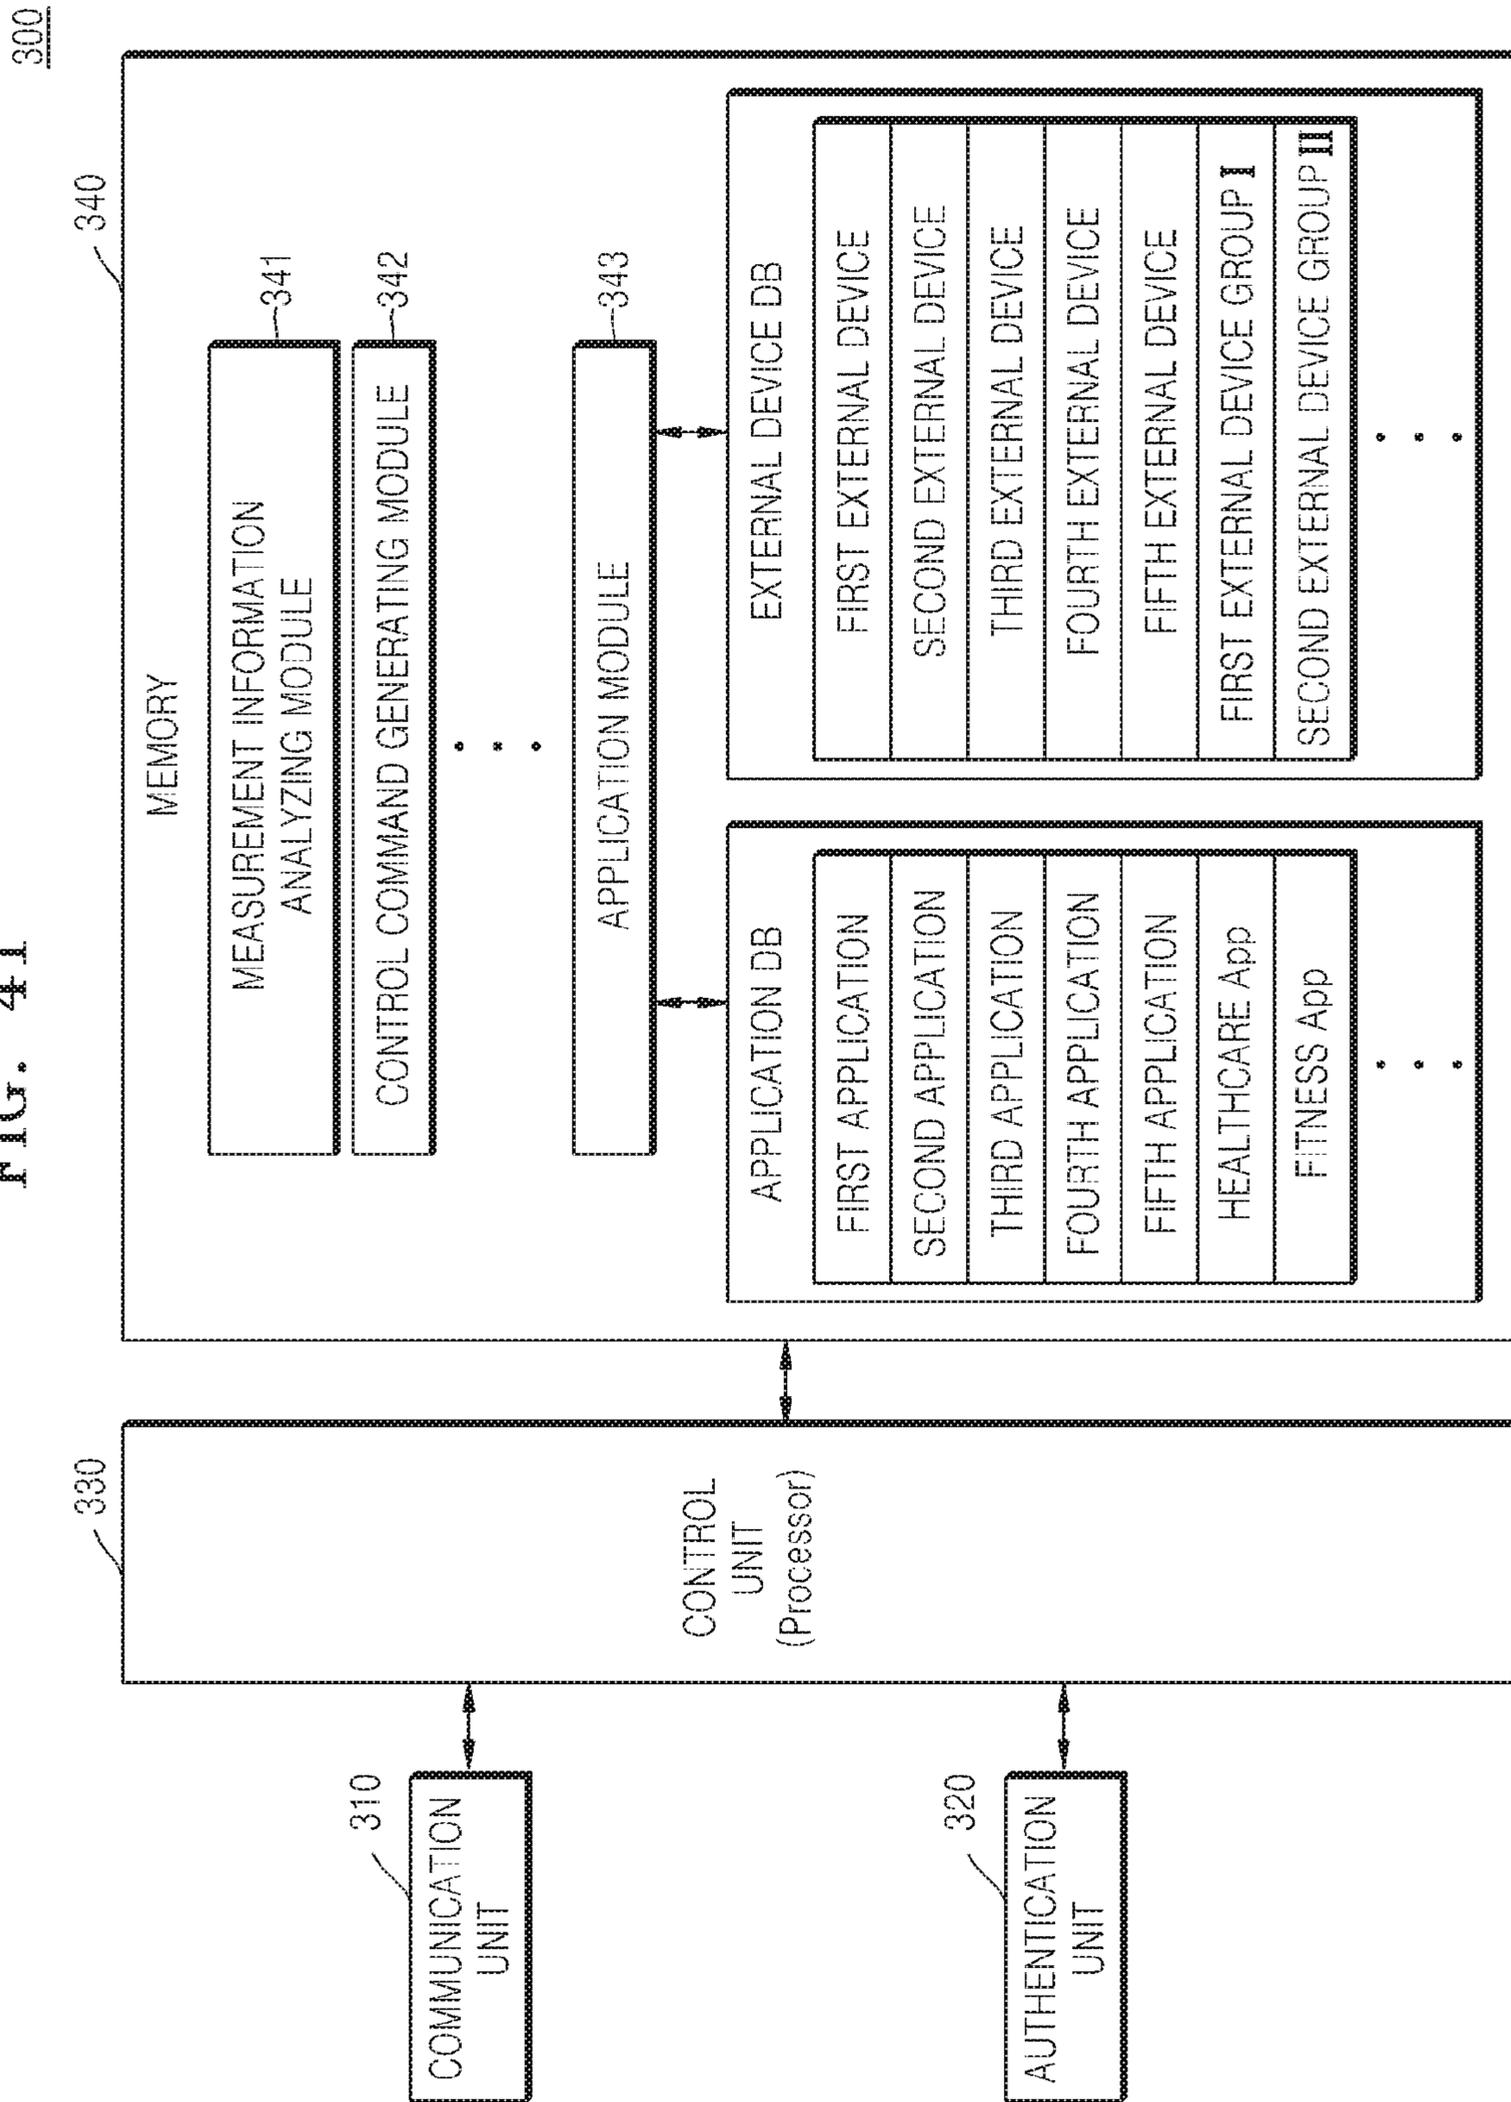 FIG. 41
300
340
MEMORY
MEASUREMENT INFORMATION
ANALYZING MODULE
341
CONTROL COMMAND GENERATING MODULE
342
APPLICATION MODULE
343
APPLICATION DB
FIRST APPLICATION
SECOND APPLICATION
THIRD APPLICATION
FOURTH APPLICATION
FIFTH APPLICATION
HEALTHCARE App
FITNESS App
EXTERNAL DEVICE DB
FIRST EXTERNAL DEVICE
SECOND EXTERNAL DEVICE
THIRD EXTERNAL DEVICE
FOURTH EXTERNAL DEVICE
FIFTH EXTERNAL DEVICE
FIRST EXTERNAL DEVICE GROUP I
SECOND EXTERNAL DEVICE GROUP II
330
CONTROL
UNIT
(Processor)
310
COMMUNICATION
UNIT
320
AUTHENTICATION
UNIT